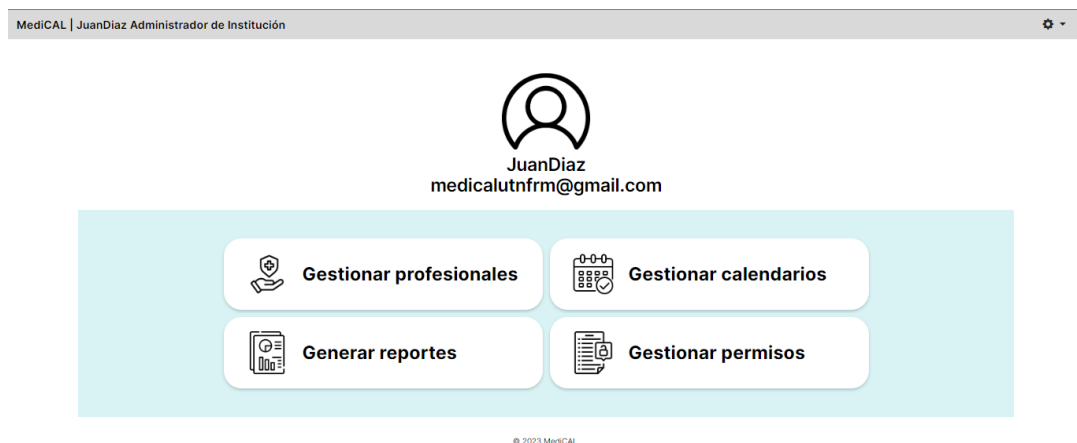 MediCAL | JuanDiaz Administrador de Institución
JuanDiaz
medicalutnfrm@gmail.com
Gestionar profesionales
Gestionar calendarios
Generar reportes
Gestionar permisos
© 2023 MediCAL